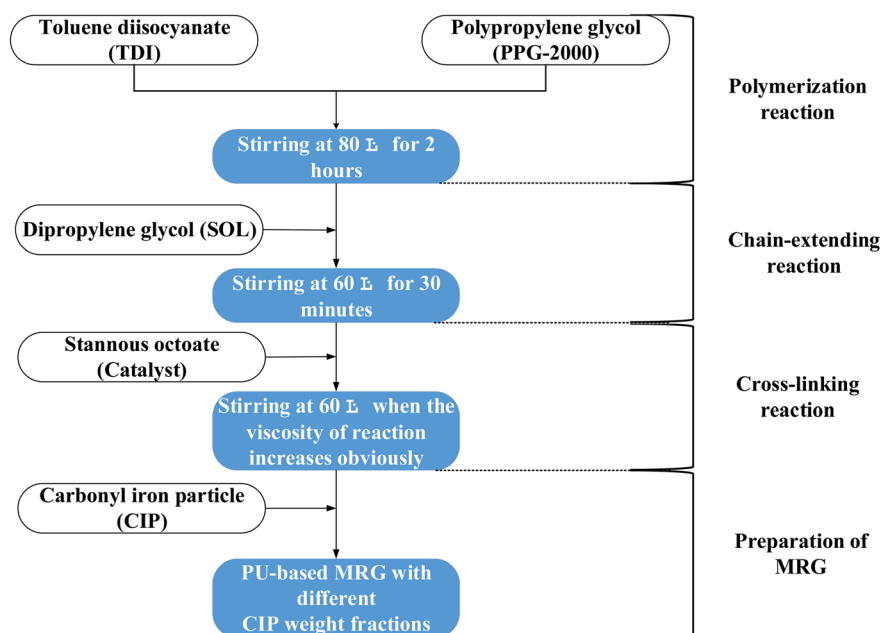 Toluene diisocyanate
(TDI)
Polypropylene glycol
(PPG-2000)
Polymerization
reaction
Stirring at 80 Ł for 2
hours
Dipropylene glycol (SOL)
Chain-extending
reaction
Stirring at 60 Ł for 30
minutes
Stannous octoate
(Catalyst)
Cross-linking
reaction
Stirring at 60 Ł when the
viscosity of reaction
increases obviously
Carbonyl iron particle
(CIP)
Preparation of
MRG
PU-based MRG with
different
CIP weight fractions